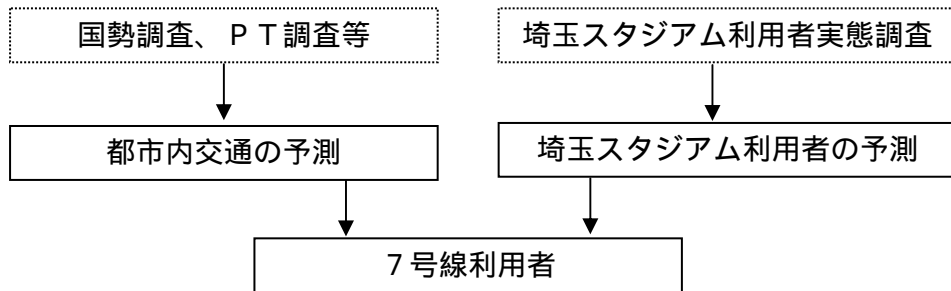 国勢調査、ＰＴ調査等
埼玉スタジアム利用者実態調査
都市内交通の予測
埼玉スタジアム利用者の予測
７号線利用者